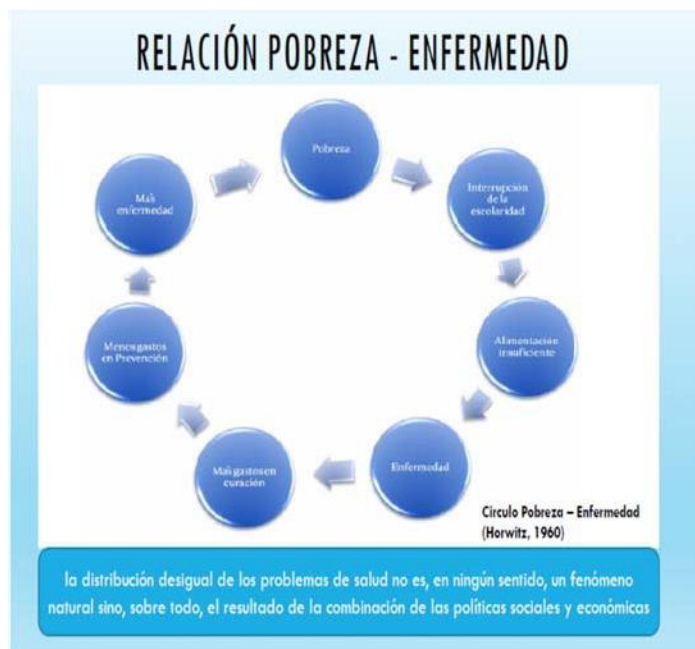 RELACIÓN POBREZA - ENFERMEDAD
Pobreza
Interrupción
de la
escolaridad
Alimentación
insuficiente
Enfermedad
Más gastos en
curación
Menos gastos
en Prevención
Más
enfermedad
Circulo Pobreza – Enfermedad
(Horwitz, 1960)
la distribución desigual de los problemas de salud no es, en ningún sentido, un fenómeno
natural sino, sobre todo, el resultado de la combinación de las políticas sociales y económicas